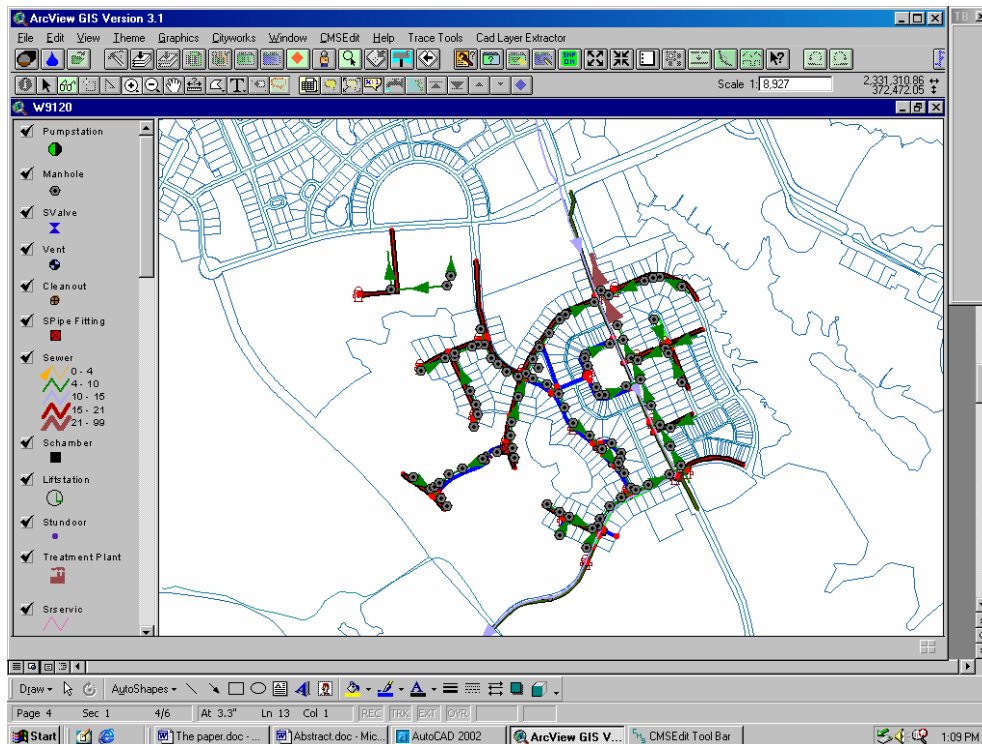 ArcView GIS Version 3.1
TB
File Edit View Theme Graphics Cityworks Window CMSEdit Help Trace Tools Cad Layer Extractor
Scale 1: 8,927
2,331,310.86
372,472.05
W9120
Pumpstation
Manhole
SValve
Vent
Cleanout
SPipe Fitting
Sewer
0 - 4
4 - 10
10 - 15
15 - 21
21 - 99
Schamber
Liftstation
Stundoor
Treatment Plant
Srservic
Draw AutoShapes
Page 4 Sec 1 4/6 At 3.3" Ln 13 Col 1 REC TRK EXT OVR
Start The paper.doc - ... Abstract.doc - Mic... AutoCAD 2002 ArcView GIS V... CMSEdit Tool Bar 1:09 PM